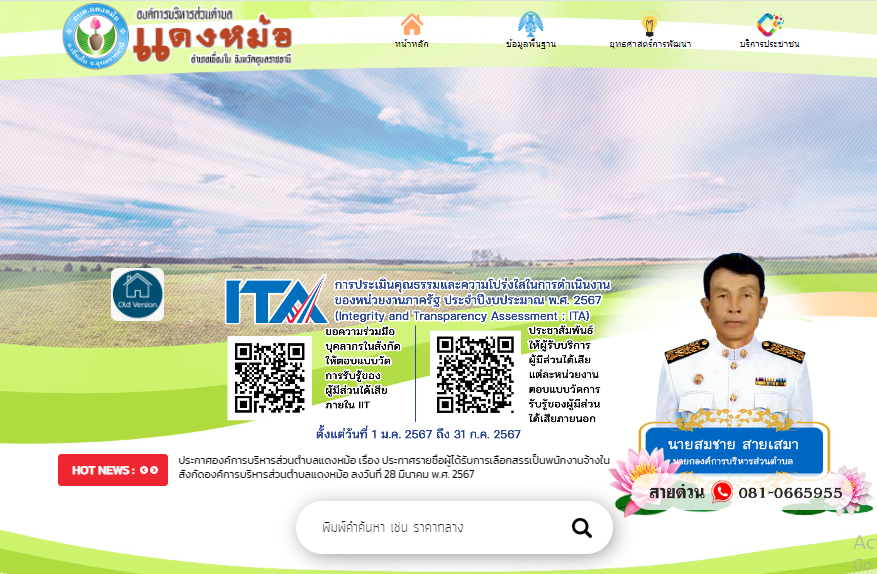 องค์การบริหารส่วนตำบล
แดงหม้อ
อำเภอเขื่องใน จังหวัดอุบลราชธานี
อบต.แดงหม้อ
อ.เขื่องใน จ.อุบลราชธานี
หน้าหลัก
ข้อมูลพื้นฐาน
ยุทธศาสตร์การพัฒนา
บริการประชาชน
Old Version
ITA
การประเมินคุณธรรมและความโปร่งใสในการดำเนินงาน
ของหน่วยงานภาครัฐ ประจำปีงบประมาณ พ.ศ. 2567
(Integrity and Transparency Assessment : ITA)
ขอความร่วมมือ
บุคลากรในสังกัด
ให้ตอบแบบวัด
การรับรู้ของ
ผู้มีส่วนได้เสีย
ภายใน IIT
ประชาสัมพันธ์
ให้ผู้รับบริการ
ผู้มีส่วนได้เสีย
แต่ละหน่วยงาน
ตอบแบบวัดการ
รับรู้ของผู้มีส่วน
ได้เสียภายนอก
ตั้งแต่วันที่ 1 ม.ค. 2567 ถึง 31 ก.ค. 2567
นายสมชาย สายเสมา
นายกองค์การบริหารส่วนตำบล
สายด่วน 081-0665955
HOT NEWS :
ประกาศองค์การบริหารส่วนตำบลแดงหม้อ เรื่อง ประกาศรายชื่อผู้ได้รับการเลือกสรรเป็นพนักงานจ้างใน
สังกัดองค์การบริหารส่วนตำบลแดงหม้อ ลงวันที่ 28 มีนาคม พ.ศ. 2567
พิมพ์คำค้นหา เช่น ราคากลาง
Ac
Go